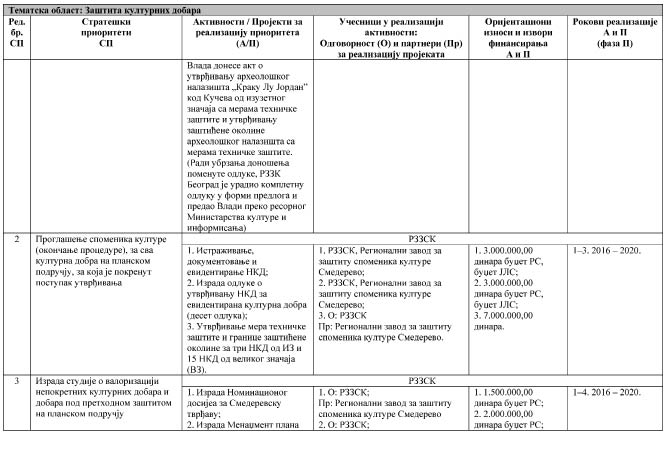 Тематска област: Заштита културних добара
Ред.
бр.
СП
Стратешки
приоритети
СП
Активности / Пројекти за
реализацију приоритета
(А/П)
Учесници у реализацији
активности:
Одговорност (О) и партнери (Пр)
за реализацију пројеката
Оријентациони
износи и извори
финансирања
А и П
Рокови реализације
А и П
(фаза П)
Влада донесе акт о
утврђивању археолошког
налазишта „Краку Лу Јордан”
код Кучева од изузетног
значаја са мерама техничке
заштите и утврђивању
заштићене околине
археолошког налазишта са
мерама техничке заштите.
(Ради убрзања доношења
поменуте одлуке, РЗЗК
Београд је урадио комплетну
одлуку у форми предлога и
предао Влади преко ресорног
Министарства културе и
информисања)
2
Проглашење споменика културе
(окончање процедуре), за сва
културна добра на планском
подручју, за која је покренут
поступак утврђивања
РЗЗСК
1. Истраживање,
документовање и
евидентирање НКД;
2. Израда одлуке о
утврђивању НКД за
евидентирана културна добра
(десет одлука);
3. Утврђивање мера техничке
заштите и границе заштићене
околине за три НКД од ИЗ и
15 НКД од великог значаја
(ВЗ).
1. РЗЗСК, Регионални завод за
заштиту споменика културе
Смедерево;
2. РЗЗСК, Регионални завод за
заштиту споменика културе
Смедерево;
3. О: РЗЗСК
Пр: Регионални завод за заштиту
споменика културе Смедерево.
1. 3.000.000,00
динара буџет РС,
буџет ЈЛС;
2. 3.000.000,00
динара буџет РС,
буџет ЈЛС;
3. 7.000.000,00
динара.
1–3. 2016 – 2020.
3
Израда студије о валоризацији
непокретних културних добара и
добара под претходном заштитом
на планском подручју
РЗЗСК
1. Израда Номинационог
досијеа за Смедеревску
тврђаву;
2. Израда Менаџмент плана
1. О: РЗЗСК;
Пр: Регионални завод за заштиту
споменика културе Смедерево
2. О: РЗЗСК;
1. 1.500.000,00
динара буџет РС;
2. 2.000.000,00
динара буџет РС;
1–4. 2016 – 2020.